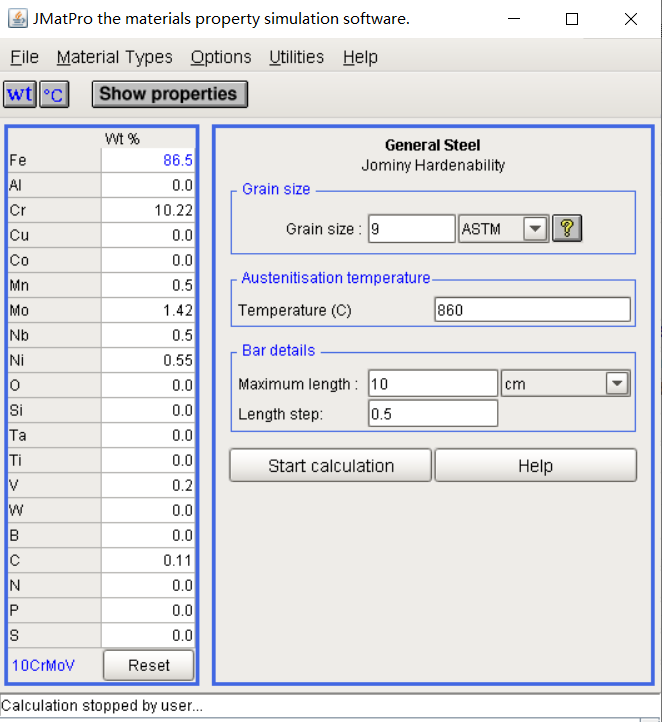 JMatPro the materials property simulation software.
File Material Types Options Utilities Help
wt °C Show properties
Wt %
Fe 86.5
Al 0.0
Cr 10.22
Cu 0.0
Co 0.0
Mn 0.5
Mo 1.42
Nb 0.5
Ni 0.55
O 0.0
Si 0.0
Ta 0.0
Ti 0.0
V 0.2
W 0.0
B 0.0
C 0.11
N 0.0
P 0.0
S 0.0
10CrMoV Reset
General Steel
Jominy Hardenability
Grain size
Grain size : 9 ASTM ?
Austenitisation temperature
Temperature (C) 860
Bar details
Maximum length : 10 cm
Length step: 0.5
Start calculation Help
Calculation stopped by user...